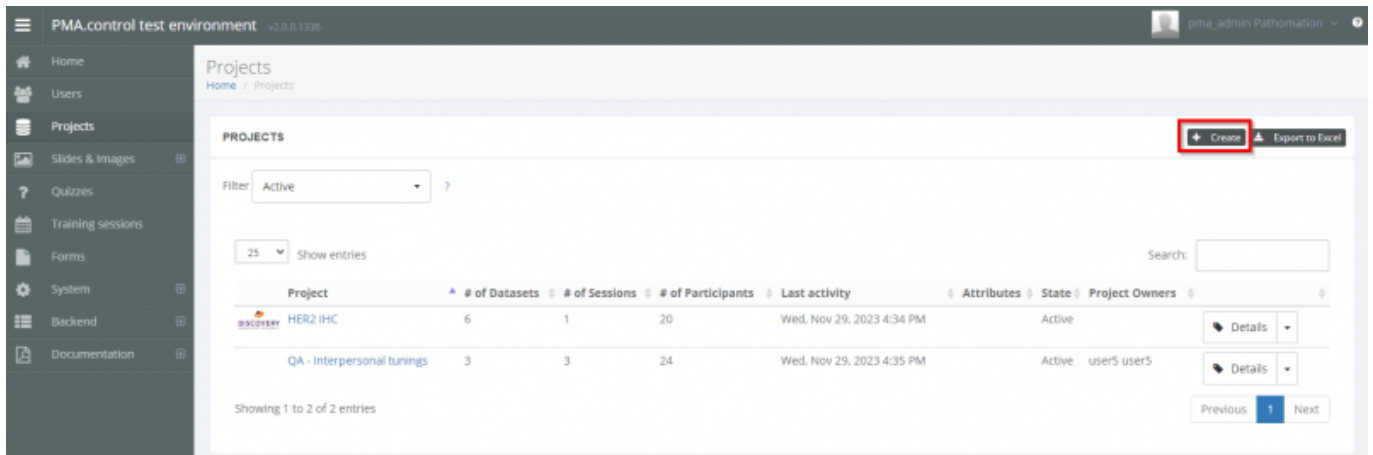 PMA.control test environment v2.0.0.1336
pma_admin Pathomation
Home
Users
Projects
Slides & Images
Quizzes
Training sessions
Forms
System
Backend
Documentation
Projects
Home / Projects
PROJECTS
+ Create
Export to Excel
Filter Active ?
25 Show entries
Search:
Project # of Datasets # of Sessions # of Participants Last activity Attributes State Project Owners
DISCOVERY HER2 IHC 6 1 20 Wed, Nov 29, 2023 4:34 PM Active Details
QA - Interpersonal tunings 3 3 24 Wed, Nov 29, 2023 4:35 PM Active user5 user5 Details
Showing 1 to 2 of 2 entries
Previous 1 Next